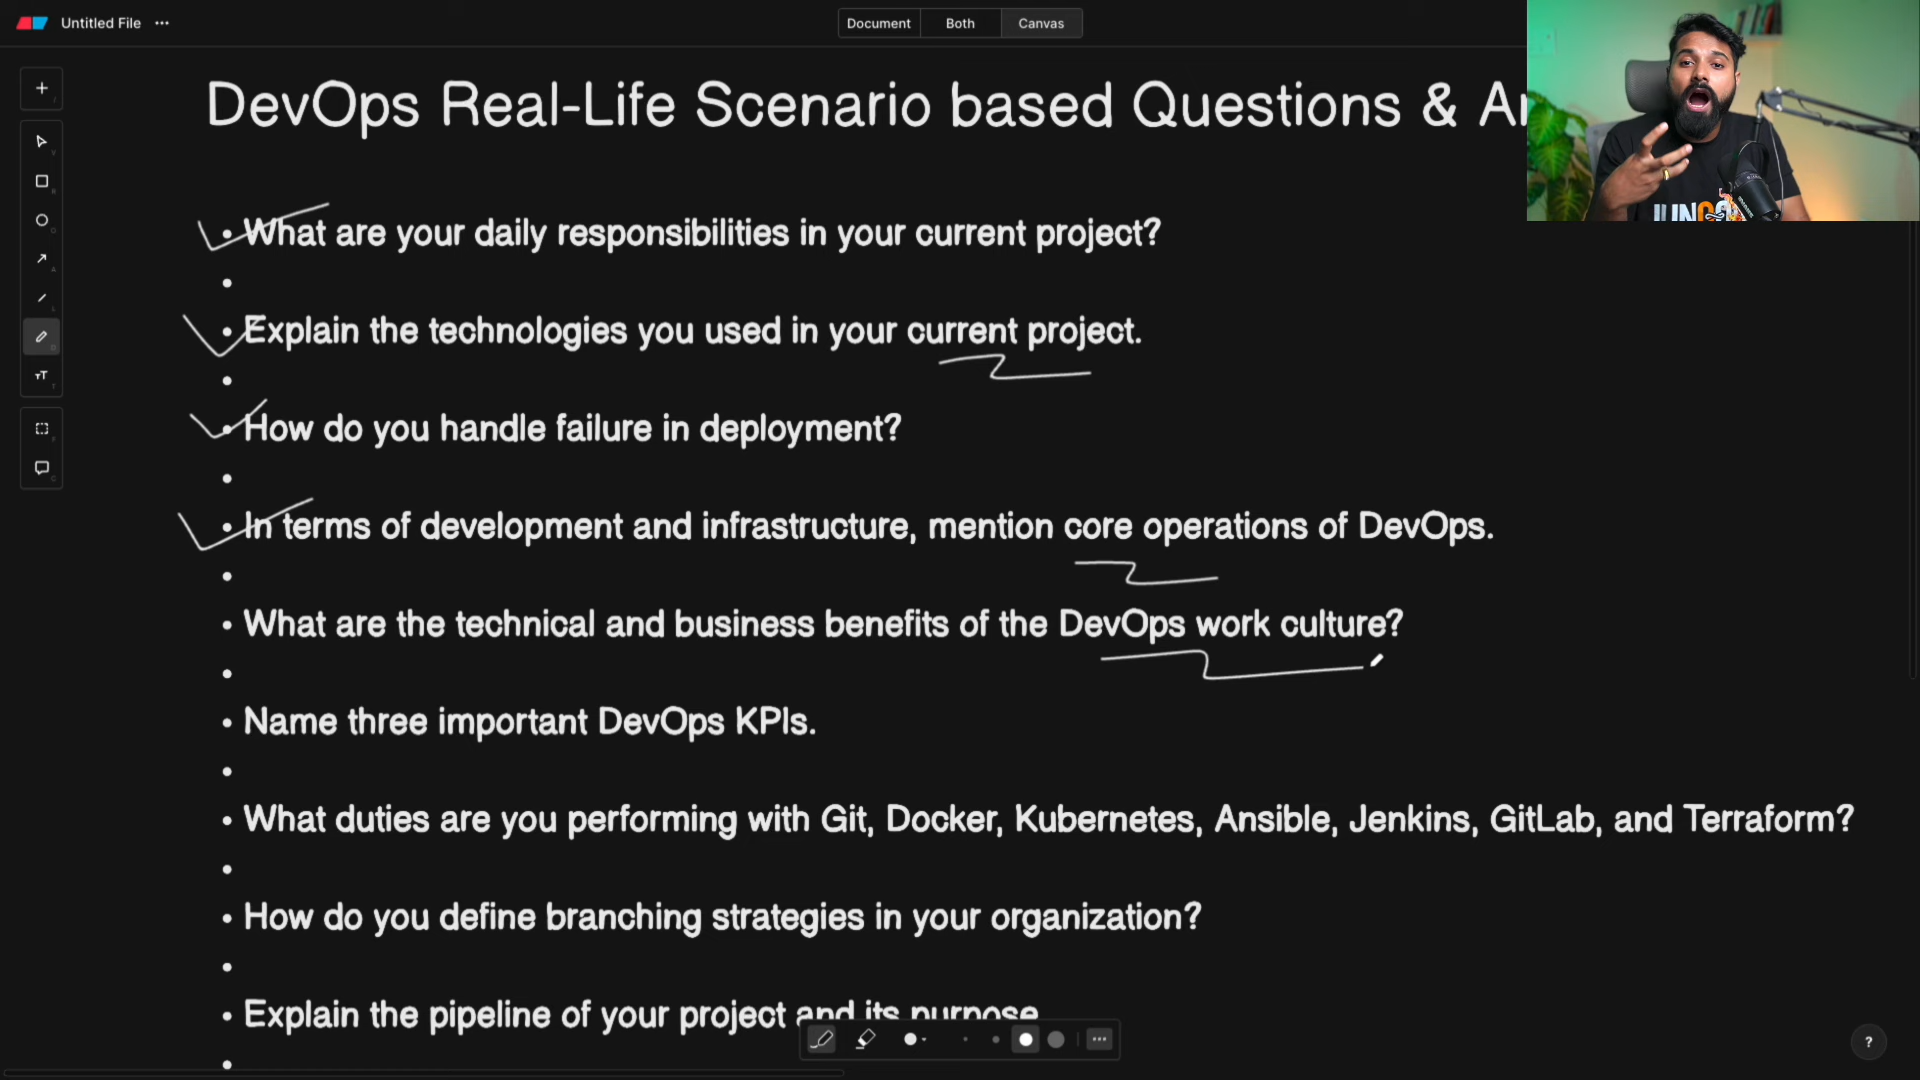 Untitled File
Document Both Canvas
DevOps Real-Life Scenario based Questions &
• What are your daily responsibilities in your current project?
•
• Explain the technologies you used in your current project.
•
• How do you handle failure in deployment?
•
• In terms of development and infrastructure, mention core operations of DevOps.
•
• What are the technical and business benefits of the DevOps work culture?
•
• Name three important DevOps KPIs.
•
• What duties are you performing with Git, Docker, Kubernetes, Ansible, Jenkins, GitLab, and Terraform?
•
• How do you define branching strategies in your organization?
•
• Explain the pipeline of your project and its purpose
•
?